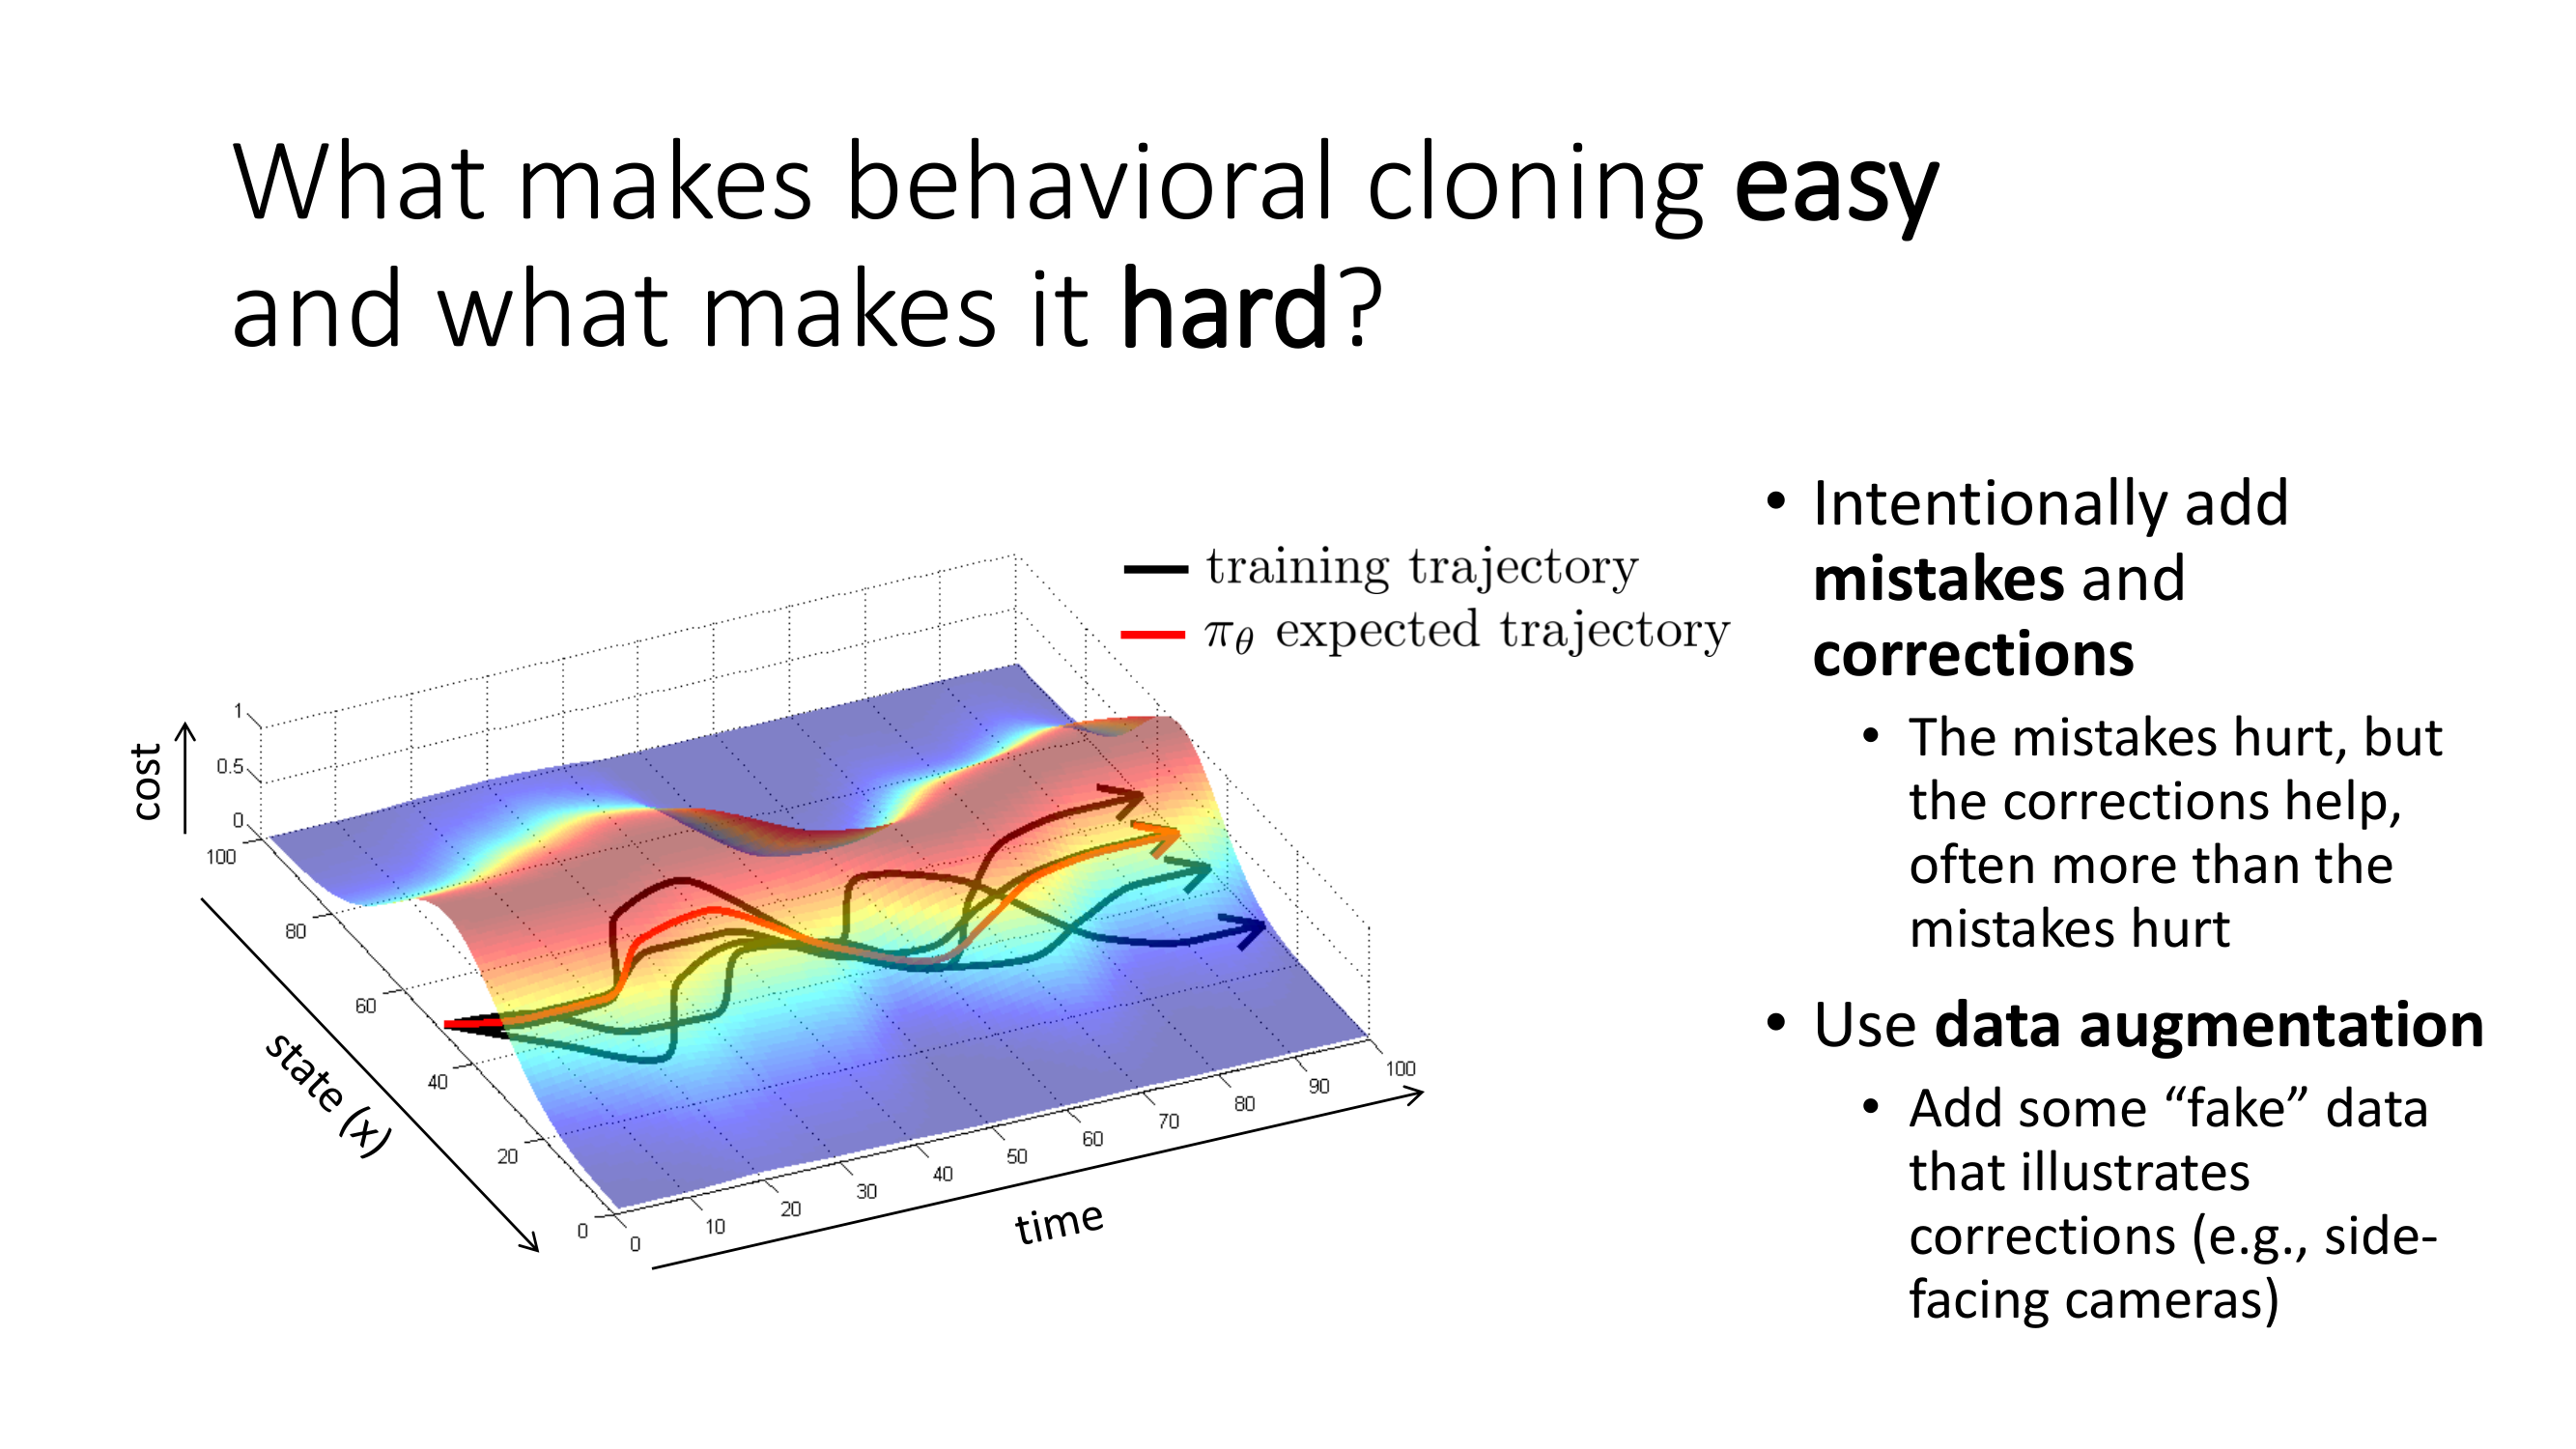 What makes behavioral cloning easy
and what makes it hard?
training trajectory
π_θ expected trajectory
cost
1
0.5
0
100
80
60
40
20
0
state (x)
0
10
20
30
40
50
60
70
80
90
100
time
• Intentionally add
mistakes and
corrections
• The mistakes hurt, but
the corrections help,
often more than the
mistakes hurt
• Use data augmentation
• Add some “fake” data
that illustrates
corrections (e.g., side-
facing cameras)